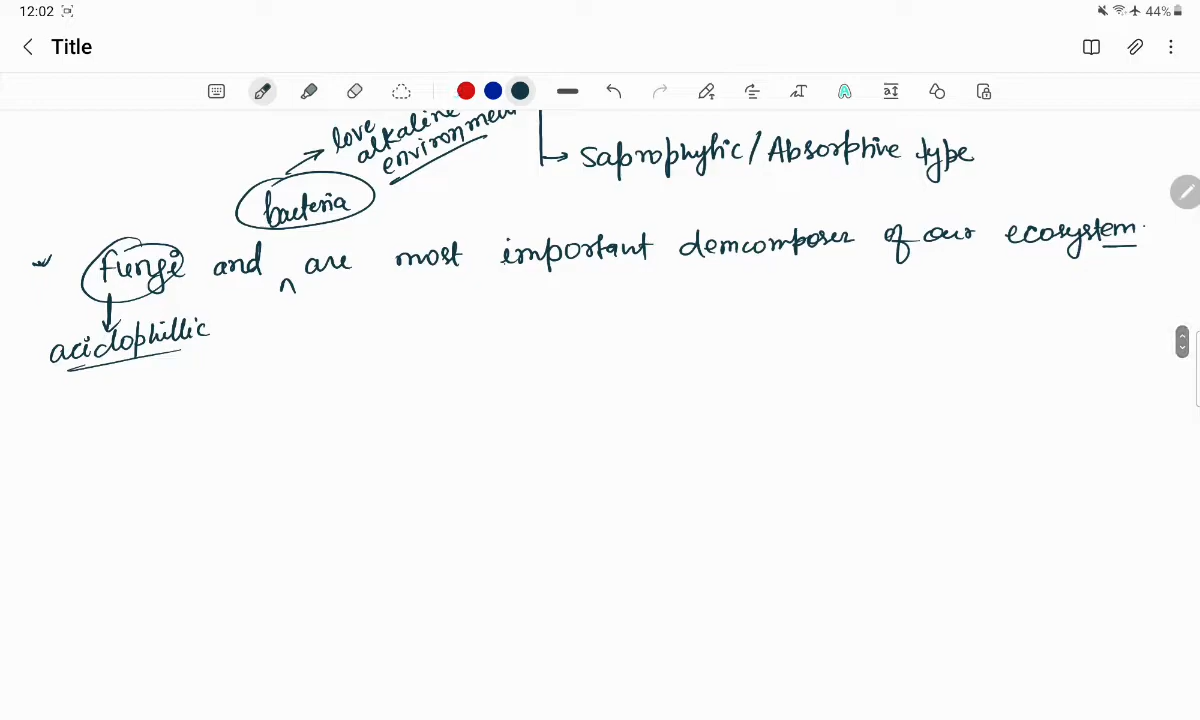 12:02
44%
Title
love
alkaline
environment
Saprophytic/Absorptive type
bacteria
fungi and ^ are most important demcomposer of our ecosystem.
acidophillic